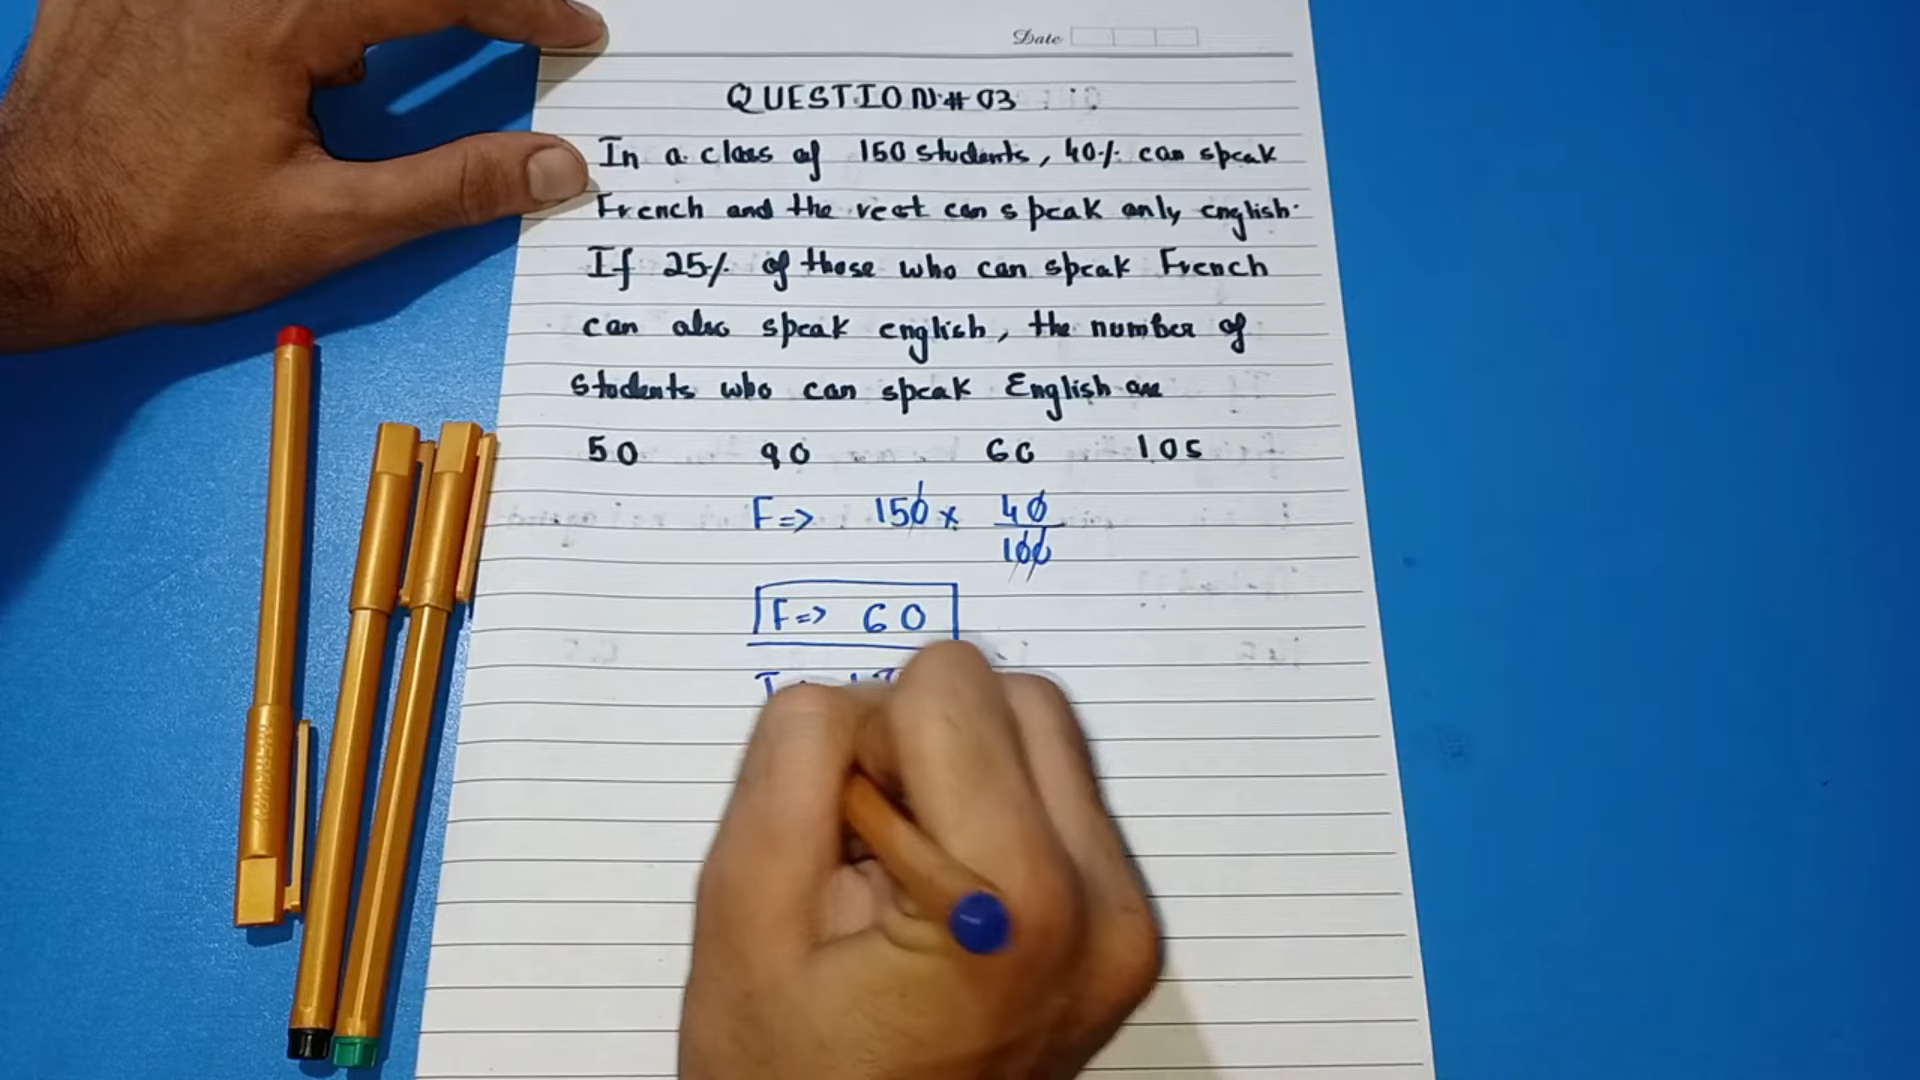 Date
QUESTION # 03
In a class of 150 students, 40% can speak
French and the rest can speak only english.
If 25% of those who can speak French
can also speak english, the number of
students who can speak English are
50 90 60 105
F=> 150 × 40
100
F=> 60